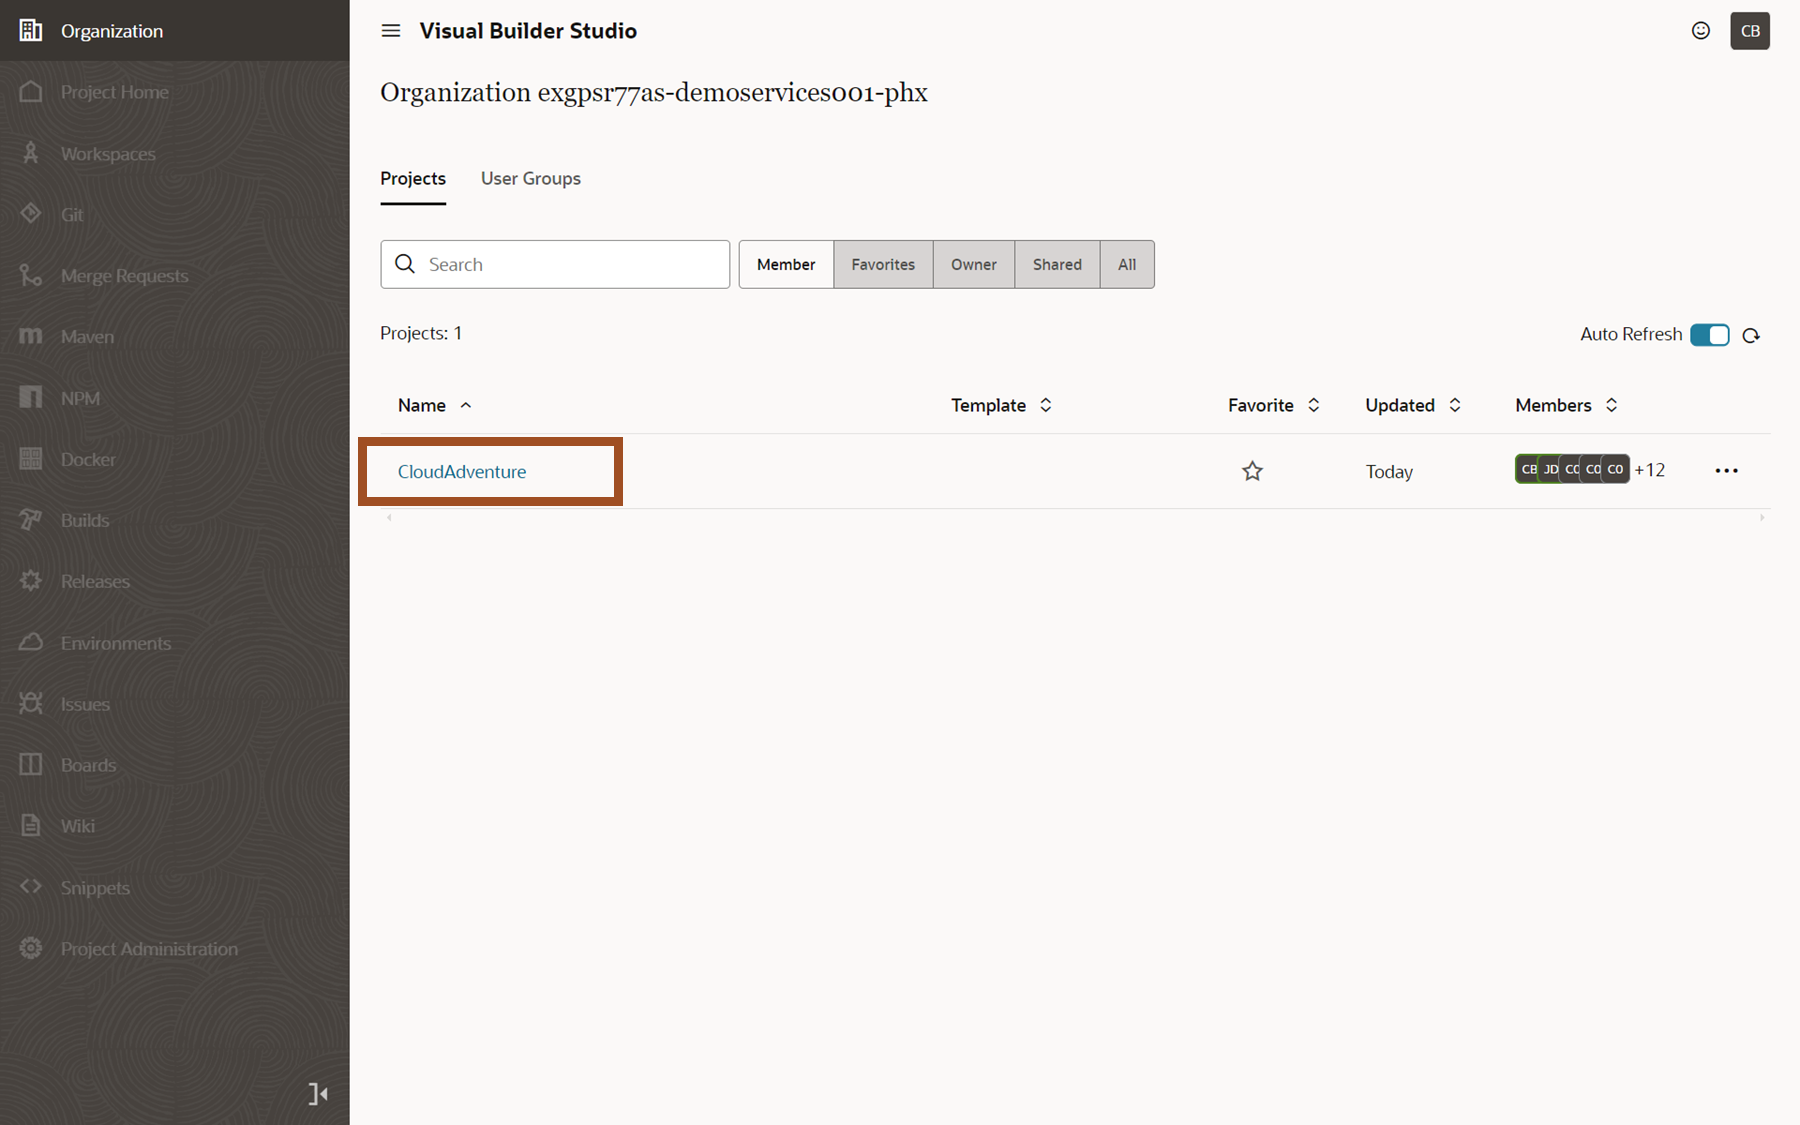 Organization
Project Home
Workspaces
Git
Merge Requests
Maven
NPM
Docker
Builds
Releases
Environments
Issues
Boards
Wiki
Snippets
Project Administration
Visual Builder Studio
CB
Organization exgpsr77as-demoservices001-phx
Projects User Groups
Search Member Favorites Owner Shared All
Projects: 1 Auto Refresh
Name Template Favorite Updated Members
CloudAdventure Today CB JD CO CO CO +12